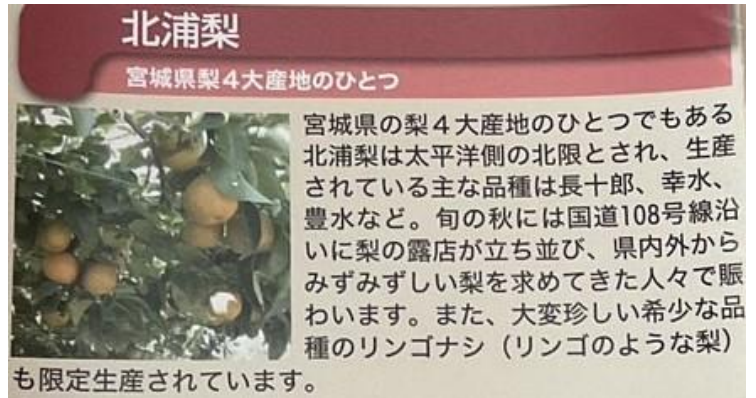 北浦梨
宮城県梨4大産地のひとつ
宮城県の梨４大産地のひとつでもある
北浦梨は太平洋側の北限とされ、生産
されている主な品種は長十郎、幸水、
豊水など。旬の秋には国道108号線沿
いに梨の露店が立ち並び、県内外から
みずみずしい梨を求めてきた人々で賑
わいます。また、大変珍しい希少な品
種のリンゴナシ（リンゴのような梨）
も限定生産されています。